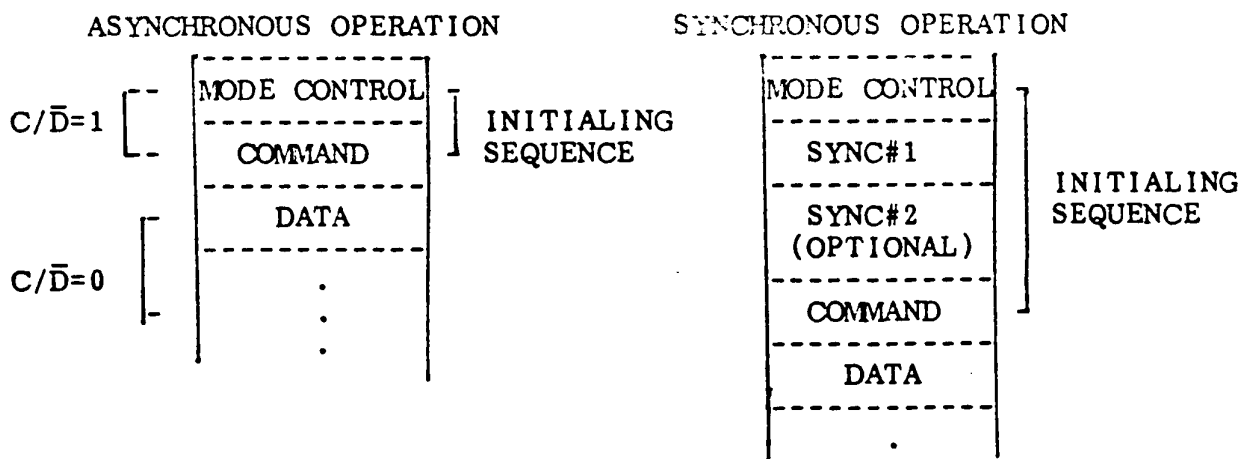 ASYNCHRONOUS OPERATION
MODE CONTROL
C/D̅=1
INITIALING
SEQUENCE
COMMAND
DATA
C/D̅=0
.
.
.
SYNCHRONOUS OPERATION
MODE CONTROL
SYNC#1
SYNC#2
(OPTIONAL)
INITIALING
SEQUENCE
COMMAND
DATA
.